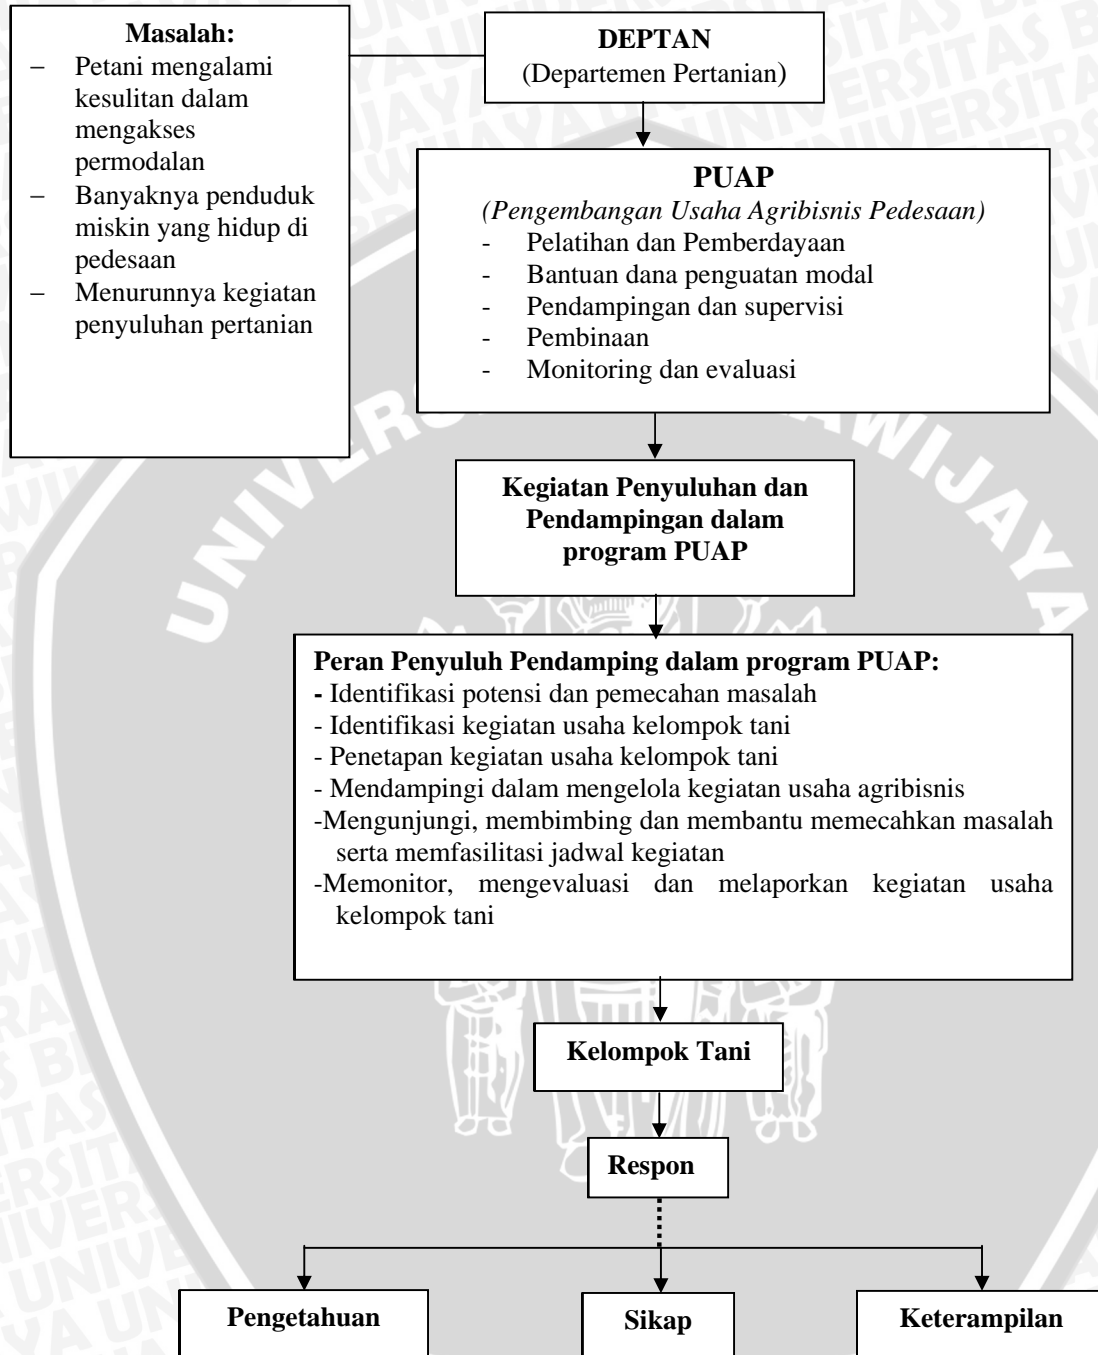 Masalah:
– Petani mengalami
kesulitan dalam
mengakses
permodalan
– Banyaknya penduduk
miskin yang hidup di
pedesaan
– Menurunnya kegiatan
penyuluhan pertanian
DEPTAN
(Departemen Pertanian)
PUAP
(Pengembangan Usaha Agribisnis Pedesaan)
- Pelatihan dan Pemberdayaan
- Bantuan dana penguatan modal
- Pendampingan dan supervisi
- Pembinaan
- Monitoring dan evaluasi
Kegiatan Penyuluhan dan
Pendampingan dalam
program PUAP
Peran Penyuluh Pendamping dalam program PUAP:
- Identifikasi potensi dan pemecahan masalah
- Identifikasi kegiatan usaha kelompok tani
- Penetapan kegiatan usaha kelompok tani
- Mendampingi dalam mengelola kegiatan usaha agribisnis
-Mengunjungi, membimbing dan membantu memecahkan masalah
serta memfasilitasi jadwal kegiatan
-Memonitor, mengevaluasi dan melaporkan kegiatan usaha
kelompok tani
Kelompok Tani
Respon
Pengetahuan
Sikap
Keterampilan